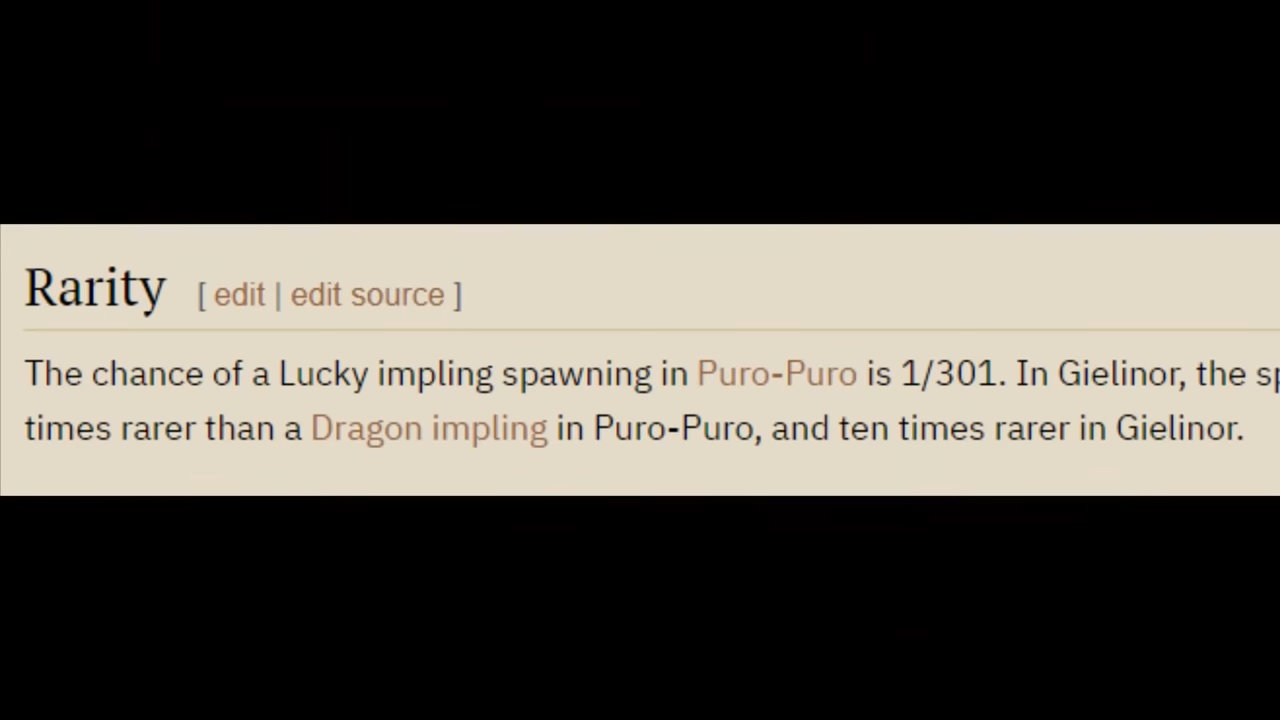 Rarity [ edit | edit source ]
The chance of a Lucky impling spawning in Puro-Puro is 1/301. In Gielinor, the
times rarer than a Dragon impling in Puro-Puro, and ten times rarer in Gielinor.